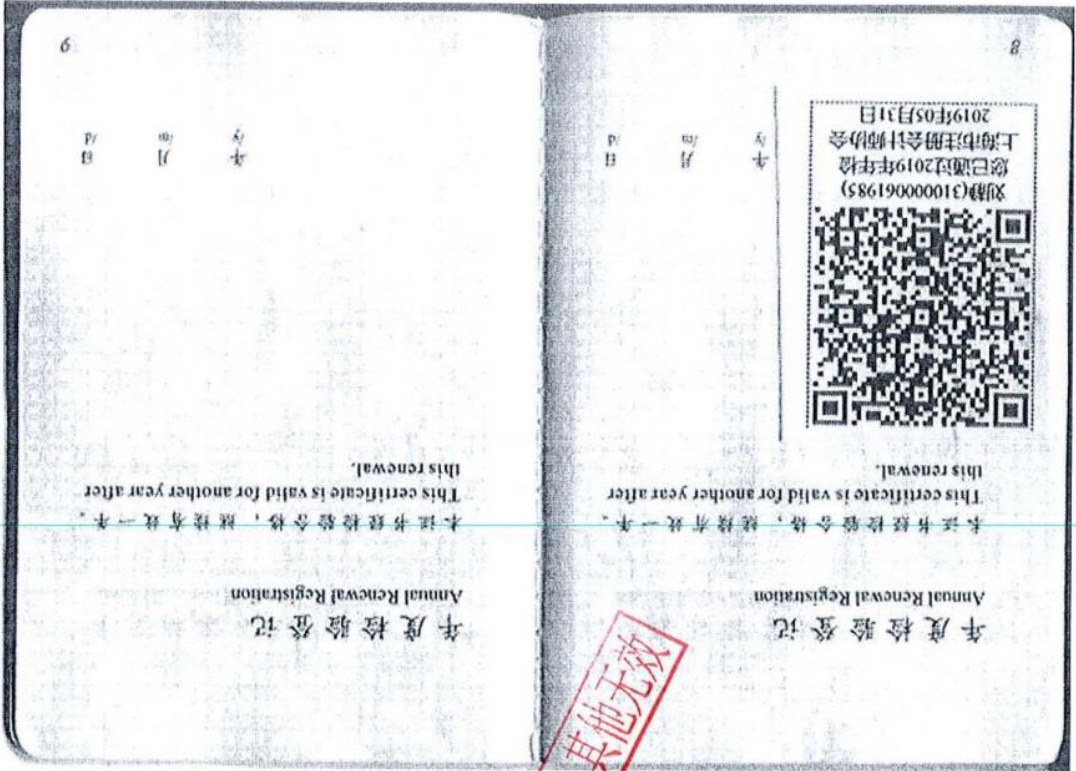 年度检验登记
Annual Renewal Registration
本证书经检验合格，继续有效一年。
This certificate is valid for another year after
this renewal.
刘静(310000061985)
您已通过2019年年检
上海市注册会计师协会
2019年05月31日
年 月 日
/y /m /d
8
年度检验登记
Annual Renewal Registration
本证书经检验合格，继续有效一年。
This certificate is valid for another year after
this renewal.
年 月 日
/y /m /d
9
其他无效